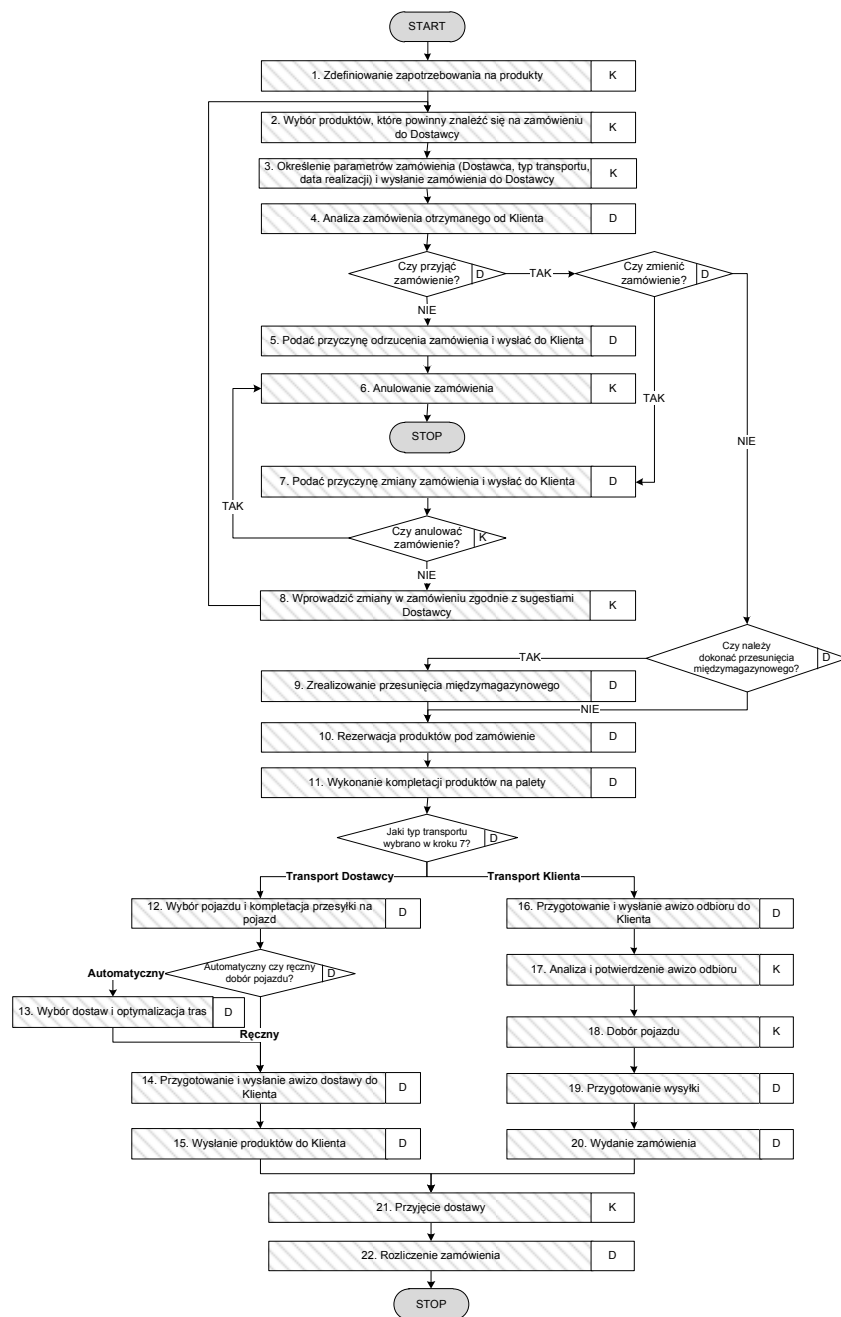 START
1. Zdefiniowanie zapotrzebowania na produkty
K
2. Wybór produktów, które powinny znaleźć się na zamówieniu
do Dostawcy
K
3. Określenie parametrów zamówienia (Dostawca, typ transportu,
data realizacji) i wysłanie zamówienia do Dostawcy
K
4. Analiza zamówienia otrzymanego od Klienta
D
Czy przyjąć
zamówienie?
D
TAK
Czy zmienić
zamówienie?
D
NIE
5. Podać przyczynę odrzucenia zamówienia i wysłać do Klienta
D
6. Anulowanie zamówienia
K
TAK
NIE
STOP
7. Podać przyczynę zmiany zamówienia i wysłać do Klienta
D
TAK
Czy anulować
zamówienie?
K
NIE
8. Wprowadzić zmiany w zamówieniu zgodnie z sugestiami
Dostawcy
K
Czy należy
dokonać przesunięcia
międzymagazynowego?
D
TAK
9. Zrealizowanie przesunięcia międzymagazynowego
D
NIE
10. Rezerwacja produktów pod zamówienie
D
11. Wykonanie kompletacji produktów na palety
D
Jaki typ transportu
wybrano w kroku 7?
D
Transport Dostawcy
Transport Klienta
12. Wybór pojazdu i kompletacja przesyłki na
pojazd
D
16. Przygotowanie i wysłanie awizo odbioru do
Klienta
D
Automatyczny czy ręczny
dobór pojazdu?
D
Automatyczny
17. Analiza i potwierdzenie awizo odbioru
K
13. Wybór dostaw i optymalizacja tras
D
Ręczny
18. Dobór pojazdu
K
14. Przygotowanie i wysłanie awizo dostawy do
Klienta
D
19. Przygotowanie wysyłki
D
15. Wysłanie produktów do Klienta
D
20. Wydanie zamówienia
D
21. Przyjęcie dostawy
K
22. Rozliczenie zamówienia
D
STOP